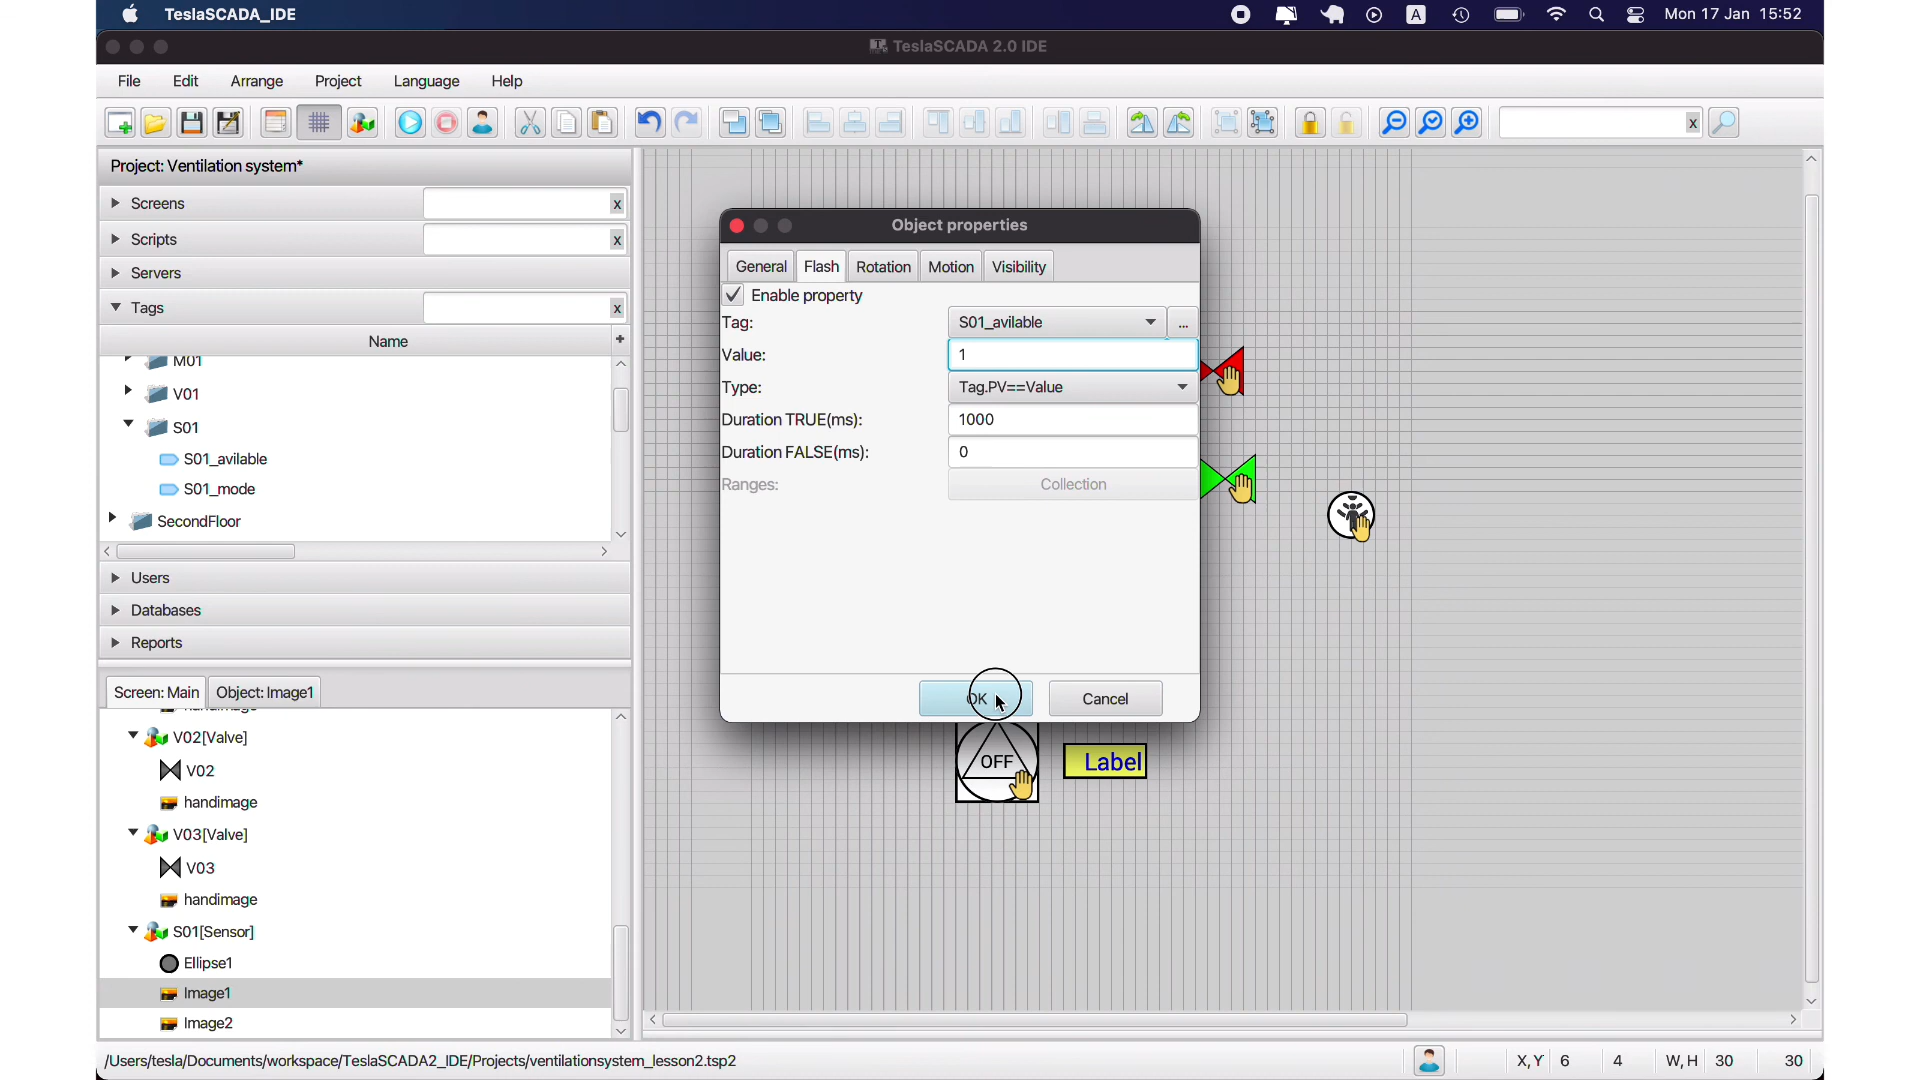 TeslaSCADA_IDE
A
Mon 17 Jan 15:52
TeslaSCADA 2.0 IDE
File Edit Arrange Project Language Help
x
Project: Ventilation system*
Screens x
Scripts x
Servers
Tags x
Name +
M01
V01
S01
S01_avilable
S01_mode
SecondFloor
Users
Databases
Reports
Screen: Main Object: Image1
handimage
V02[Valve]
V02
handimage
V03[Valve]
V03
handimage
S01[Sensor]
Ellipse1
Image1
Image2
Object properties
General Flash Rotation Motion Visibility
Enable property
Tag: S01_avilable ...
Value: 1
Type: Tag.PV==Value
Duration TRUE(ms): 1000
Duration FALSE(ms): 0
Ranges: Collection
OK Cancel
OFF
Label
/Users/tesla/Documents/workspace/TeslaSCADA2_IDE/Projects/ventilationsystem_lesson2.tsp2
X,Y 6 4 W,H 30 30